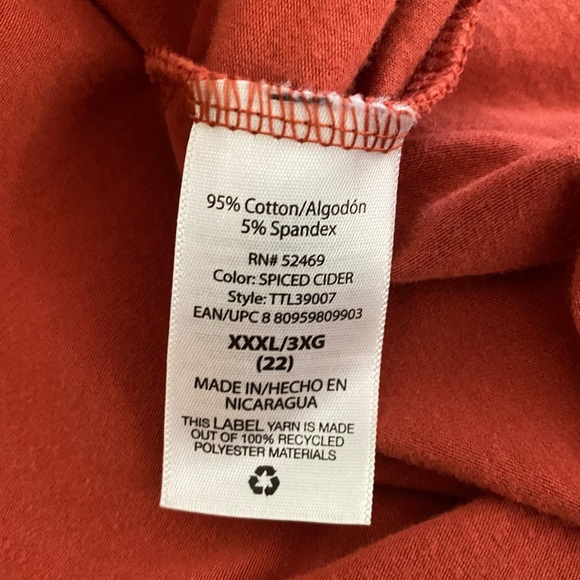 95% Cotton/Algodón
5% Spandex
RN# 52469
Color: SPICED CIDER
Style: TTL39007
EAN/UPC 8 80959809903
XXXL/3XG
(22)
MADE IN/HECHO EN
NICARAGUA
THIS LABEL YARN IS MADE
OUT OF 100% RECYCLED
POLYESTER MATERIALS